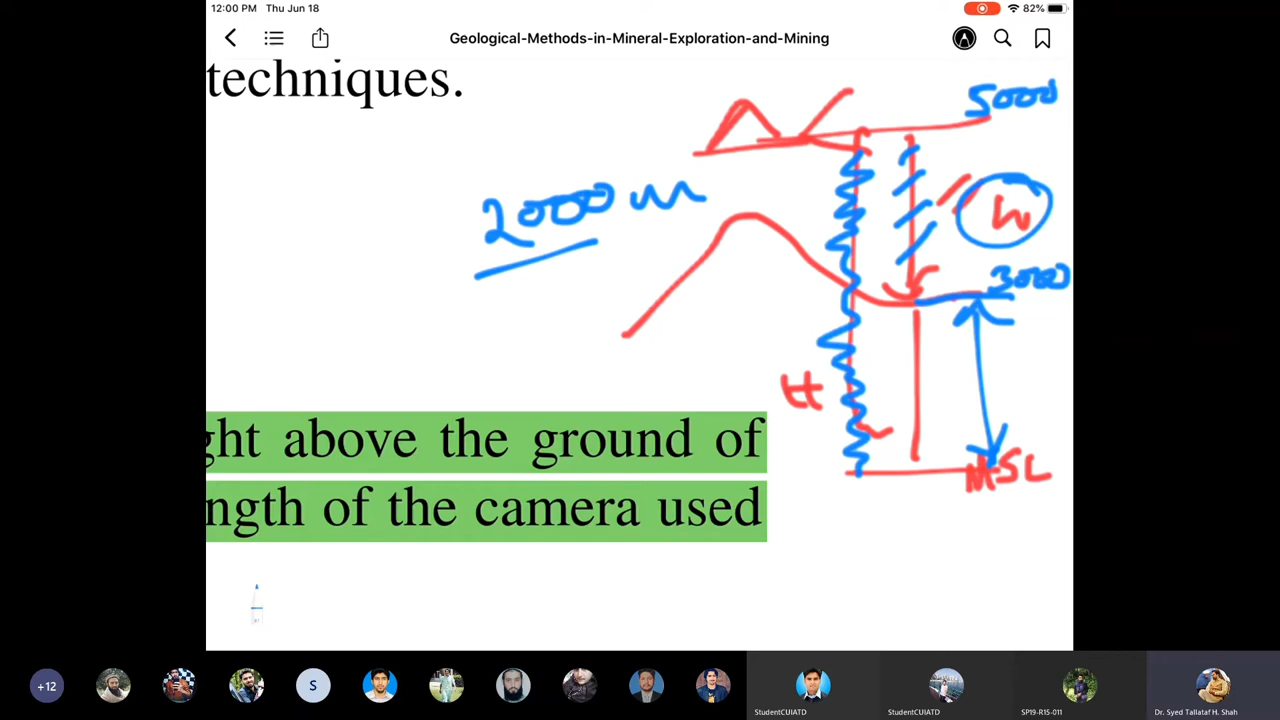 12:00 PM Thu Jun 18
82%
Geological-Methods-in-Mineral-Exploration-and-Mining
techniques.
5000
2000 m
3000
H
MSL
ght above the ground of
ngth of the camera used
+12
S
StudentCUIATD
StudentCUIATD
SP19-R15-011
Dr. Syed Tallataf H. Shah